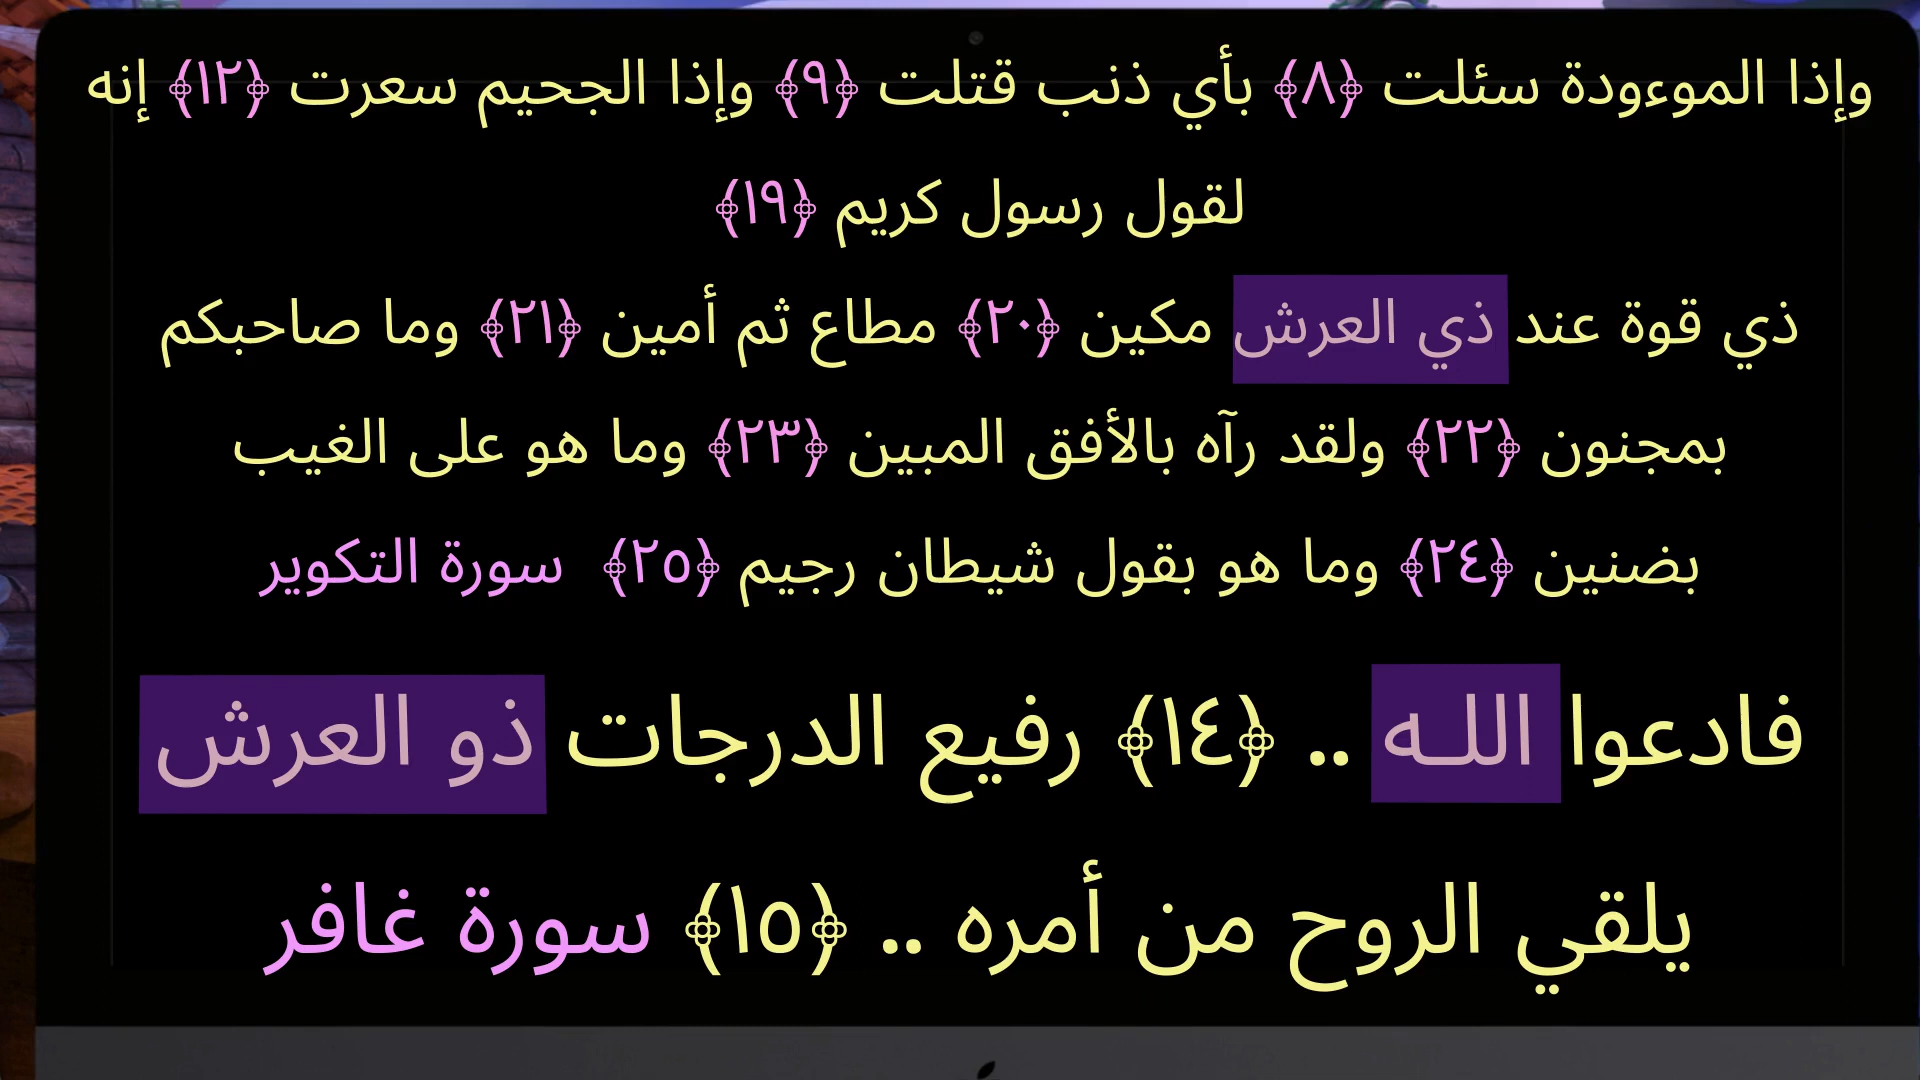 وإذا الموءودة سئلت ﴿٨﴾ بأي ذنب قتلت ﴿٩﴾ وإذا الجحيم سعرت ﴿١٢﴾ إنه
لقول رسول كريم ﴿١٩﴾
ذي قوة عند ذي العرش مكين ﴿٢٠﴾ مطاع ثم أمين ﴿٢١﴾ وما صاحبكم
بمجنون ﴿٢٢﴾ ولقد رآه بالأفق المبين ﴿٢٣﴾ وما هو على الغيب
بضنين ﴿٢٤﴾ وما هو بقول شيطان رجيم ﴿٢٥﴾ سورة التكوير
فادعوا اللـه .. ﴿١٤﴾ رفيع الدرجات ذو العرش
يلقي الروح من أمره .. ﴿١٥﴾ سورة غافر